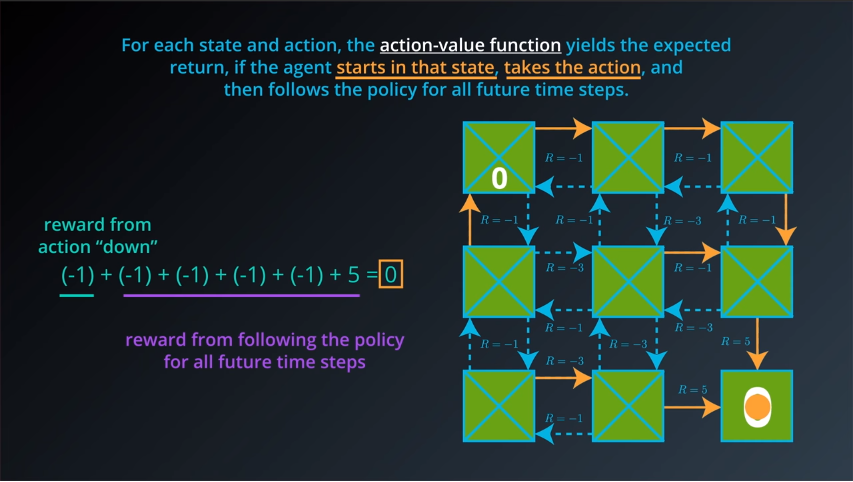 For each state and action, the action-value function yields the expected
return, if the agent starts in that state, takes the action, and
then follows the policy for all future time steps.
R = −1
R = −1
0
reward from
action “down”
R = −1
R = −1
R = −3
R = −1
(-1) + (-1) + (-1) + (-1) + (-1) + 5 = 0
R = −3
R = −1
R = −1
R = −3
reward from following the policy
for all future time steps
R = −1
R = −3
R = 5
R = −3
R = 5
R = −1